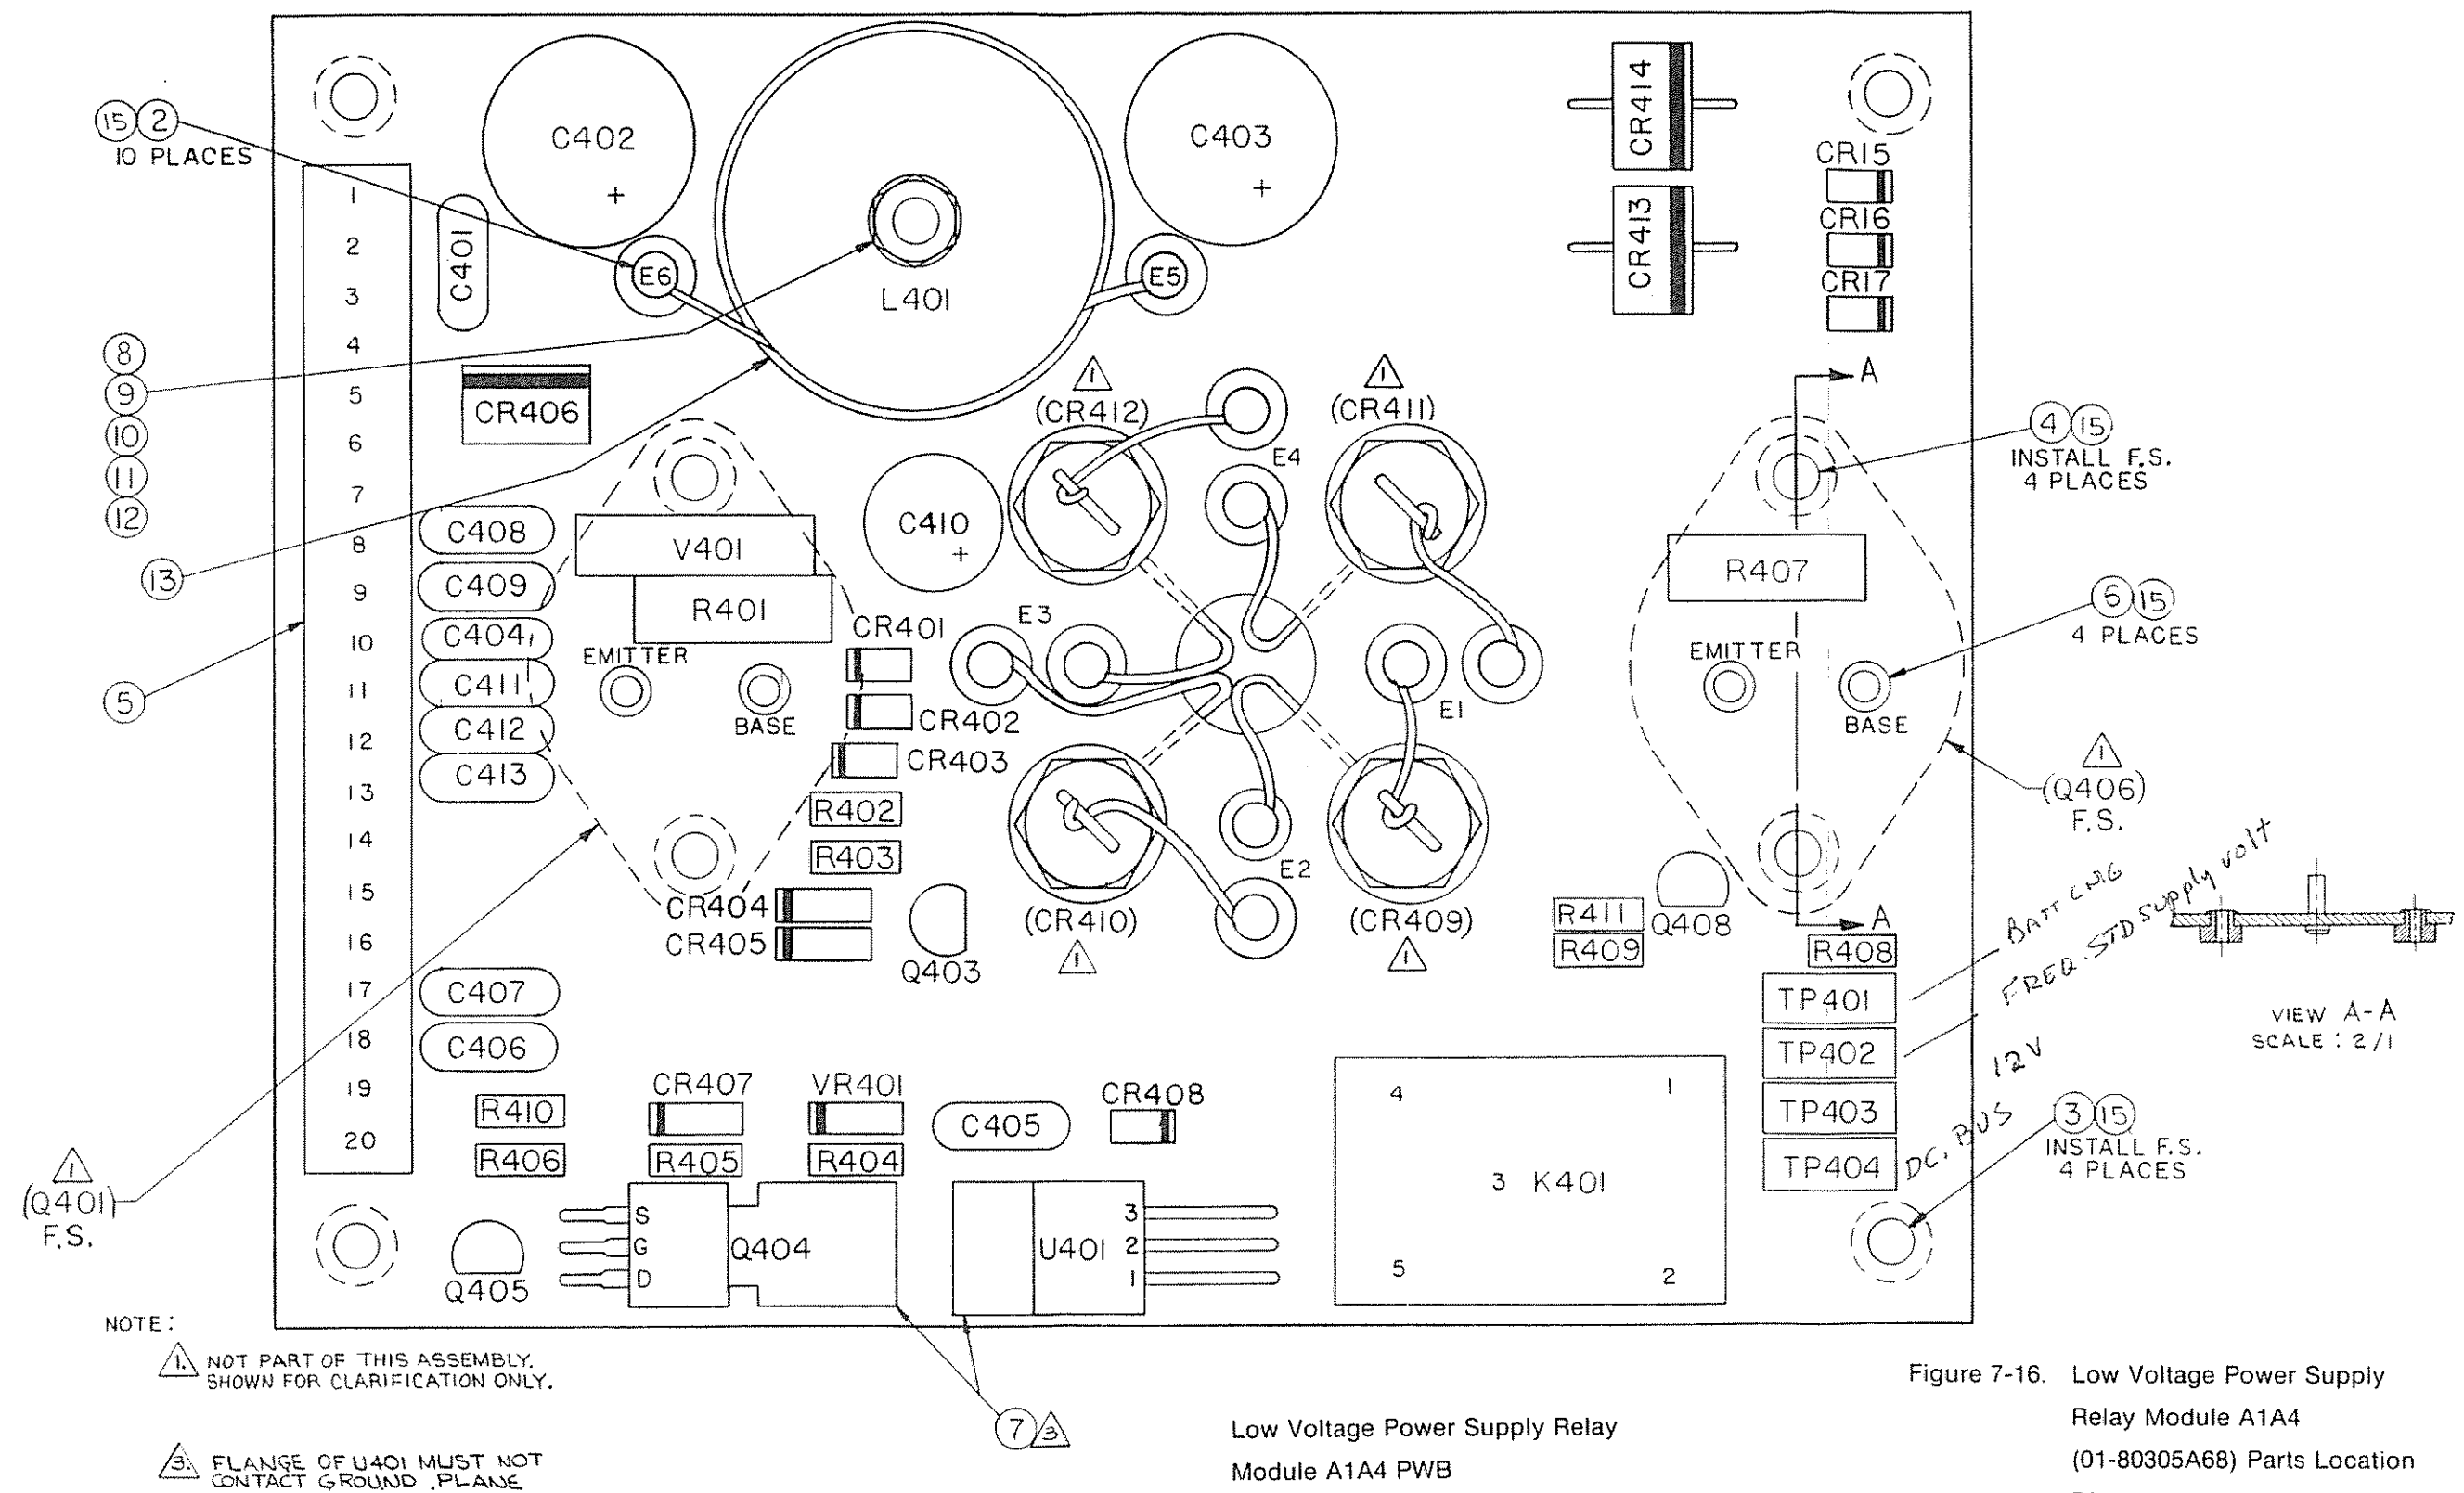 C402
+
C403
+
CR414
CR413
CR15
CR16
CR17
15 2
10 PLACES
1
2
3
4
5
6
7
8
9
10
11
12
13
14
15
16
17
18
19
20
C401
E6
E5
L401
8
9
10
11
12
13
5
CR406
1
(CR412)
1
(CR411)
E4
A
4 15
INSTALL F.S.
4 PLACES
C408
C409
C404
C411
C412
C413
V401
R401
C410
+
R407
EMITTER
BASE
CR401
CR402
CR403
E3
E1
EMITTER
BASE
6 15
4 PLACES
1
(Q406)
F.S.
R402
R403
CR404
CR405
Q403
(CR410)
1
E2
(CR409)
1
R411
R409
Q408
A
R408
BATT CHG
FREQ. STD supply volt
VIEW A-A
SCALE : 2/1
C407
C406
TP401
TP402
TP403
TP404
12V
DC. BUS
3 15
INSTALL F.S.
4 PLACES
R410
R406
CR407
R405
VR401
R404
C405
CR408
4
1
3 K401
5
2
1
(Q401)
F.S.
Q405
S
G
D
Q404
U401
3
2
1
NOTE:
1. NOT PART OF THIS ASSEMBLY.
SHOWN FOR CLARIFICATION ONLY.
3. FLANGE OF U401 MUST NOT
CONTACT GROUND PLANE
7 3
Low Voltage Power Supply Relay
Module A1A4 PWB
Figure 7-16. Low Voltage Power Supply
Relay Module A1A4
(01-80305A68) Parts Location